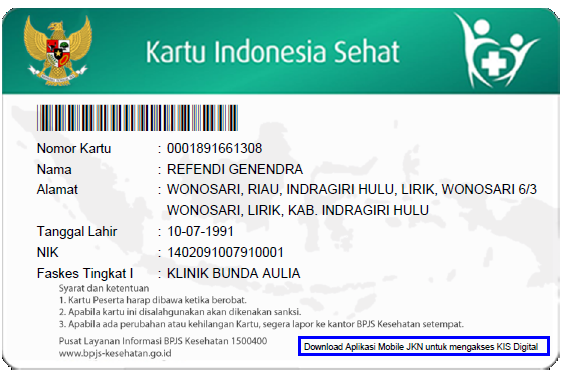 Kartu Indonesia Sehat
Nomor Kartu : 0001891661308
Nama : REFENDI GENENDRA
Alamat : WONOSARI, RIAU, INDRAGIRI HULU, LIRIK, WONOSARI 6/3
WONOSARI, LIRIK, KAB. INDRAGIRI HULU
Tanggal Lahir : 10-07-1991
NIK : 1402091007910001
Faskes Tingkat I : KLINIK BUNDA AULIA
Syarat dan ketentuan
1. Kartu Peserta harap dibawa ketika berobat.
2. Apabila kartu ini disalahgunakan akan dikenakan sanksi.
3. Apabila ada perubahan atau kehilangan Kartu, segera lapor ke kantor BPJS Kesehatan setempat.
Pusat Layanan Informasi BPJS Kesehatan 1500400
www.bpjs-kesehatan.go.id
Download Aplikasi Mobile JKN untuk mengakses KIS Digital